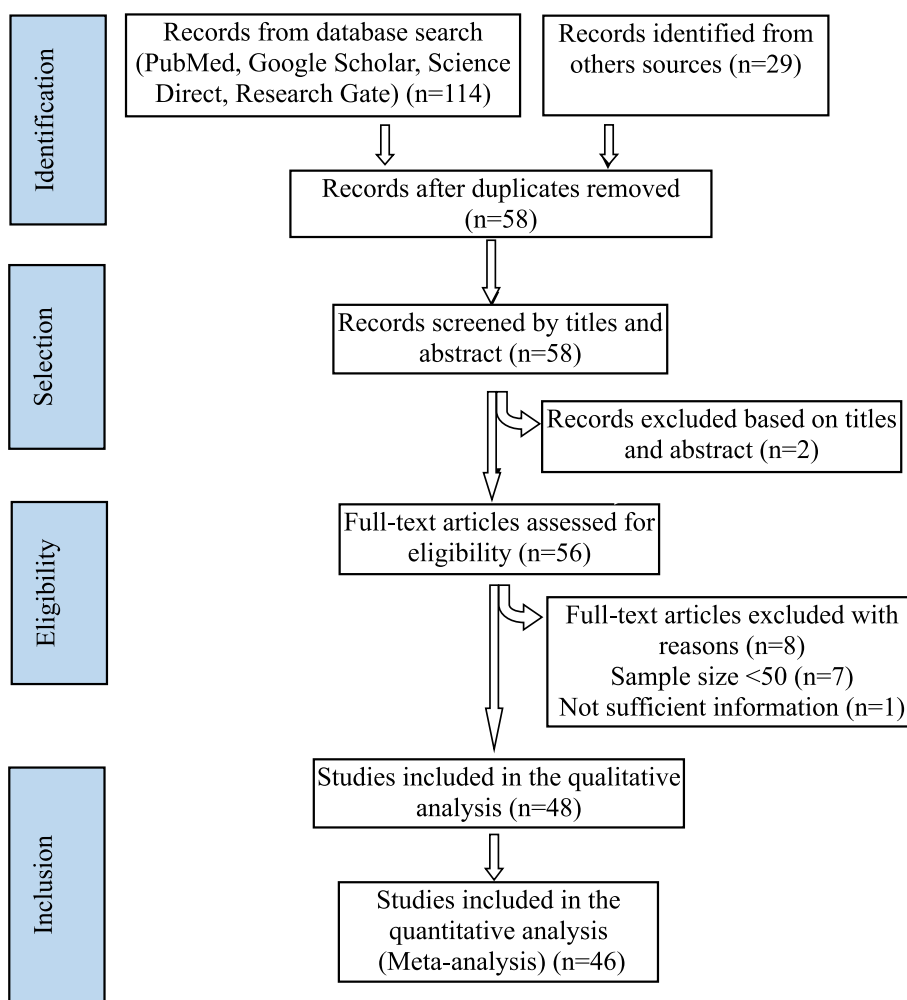 Identification
Records from database search
(PubMed, Google Scholar, Science
Direct, Research Gate) (n=114)
Records identified from
others sources (n=29)
Records after duplicates removed
(n=58)
Selection
Records screened by titles and
abstract (n=58)
Records excluded based on titles
and abstract (n=2)
Eligibility
Full-text articles assessed for
eligibility (n=56)
Full-text articles excluded with
reasons (n=8)
Sample size <50 (n=7)
Not sufficient information (n=1)
Inclusion
Studies included in the qualitative
analysis (n=48)
Studies included in the
quantitative analysis
(Meta-analysis) (n=46)